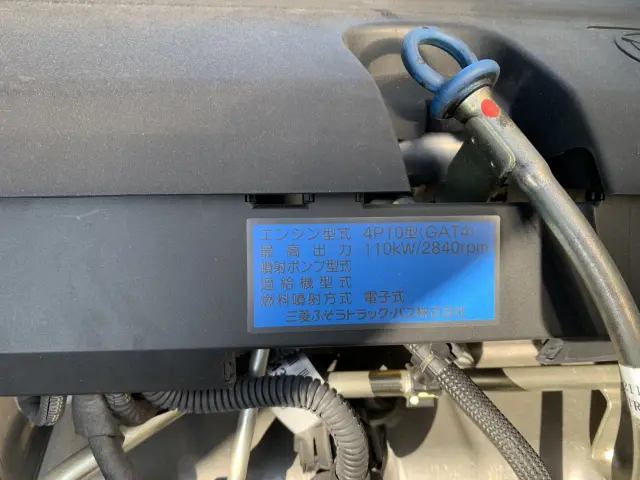 エンジン型式 4P10型(GAT4)
最高出力 110kW/2840rpm
噴射ポンプ型式
過給機型式
燃料噴射方式 電子式
三菱ふそうトラック・バス株式会社